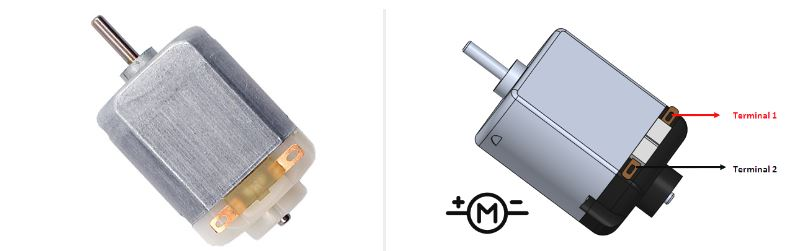 Terminal 1
Terminal 2
+ M -